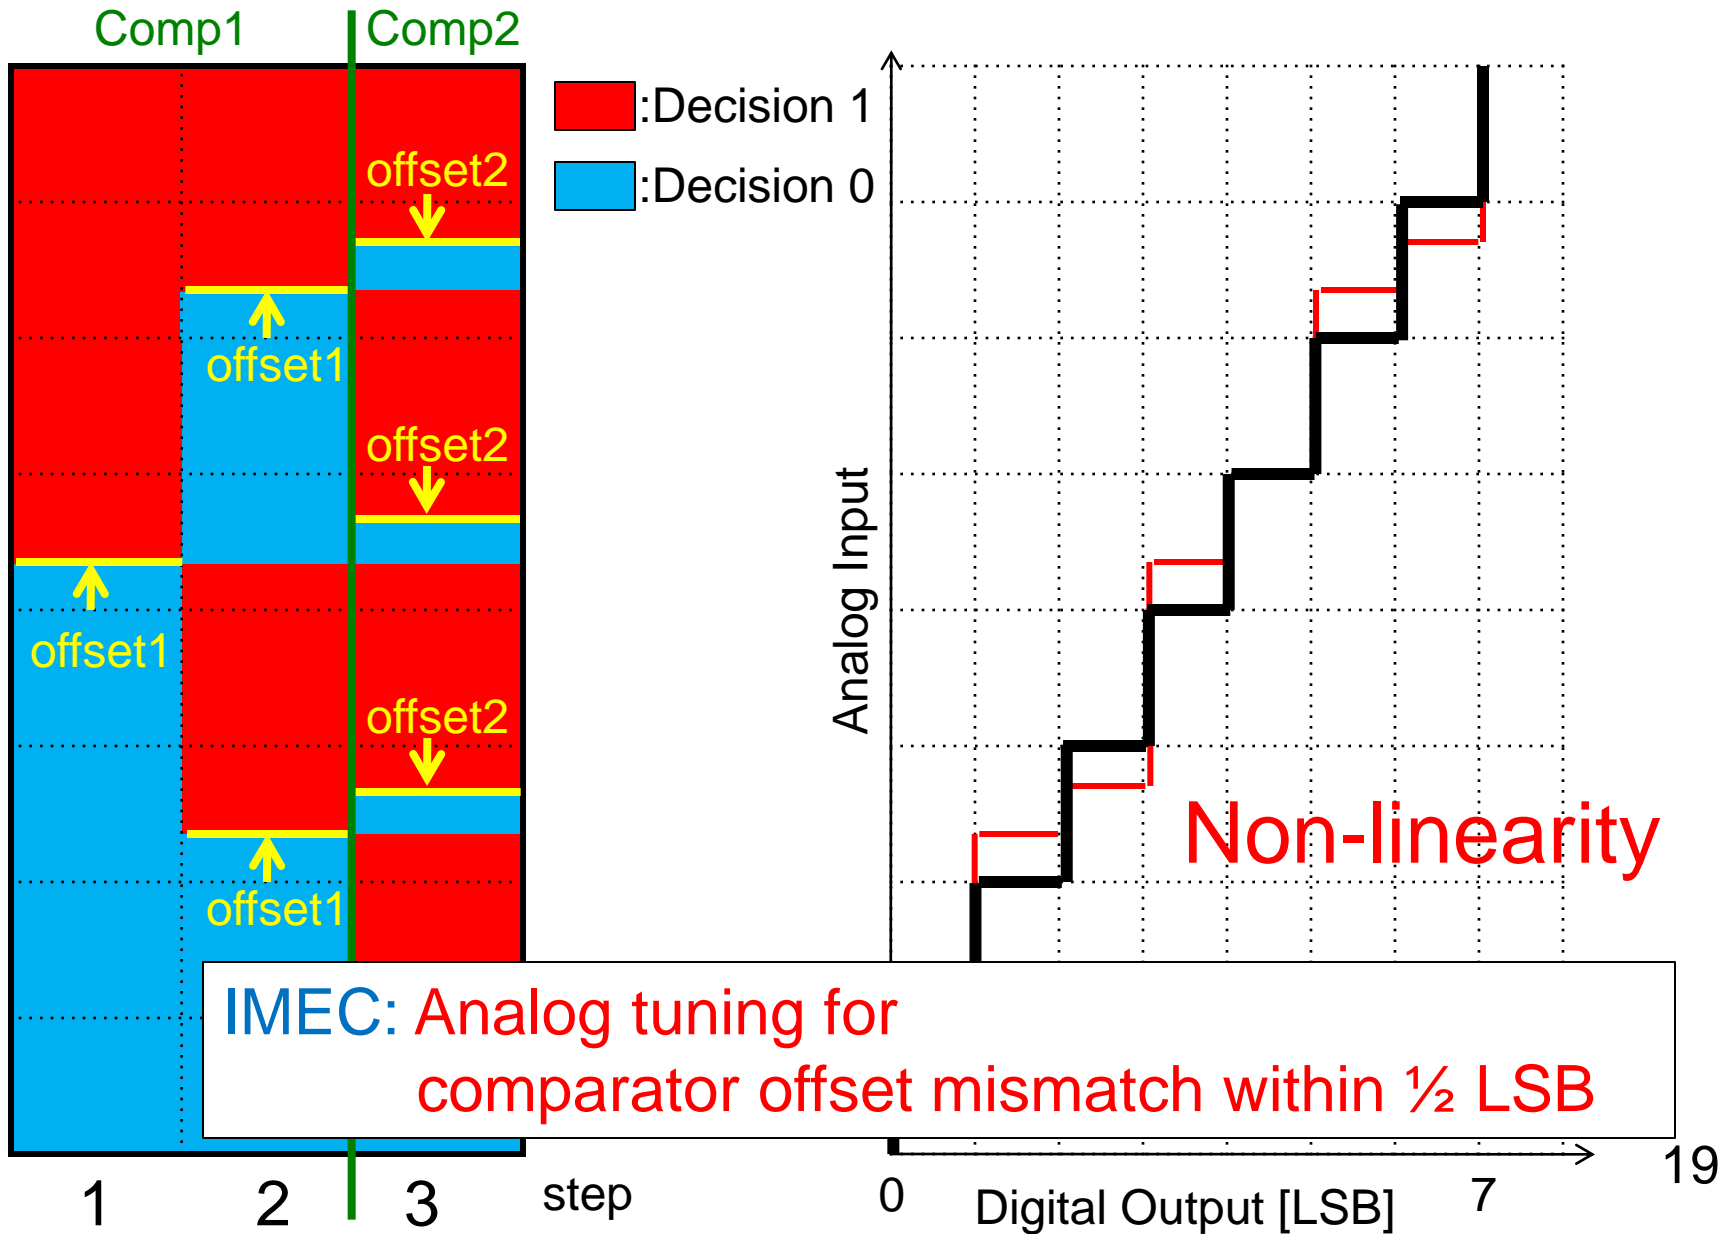 Comp1
Comp2
:Decision 1
:Decision 0
offset2
offset1
offset2
offset1
offset2
offset1
Analog Input
Non-linearity
IMEC: Analog tuning for
comparator offset mismatch within ½ LSB
1
2
3
step
0
Digital Output [LSB]
7
19